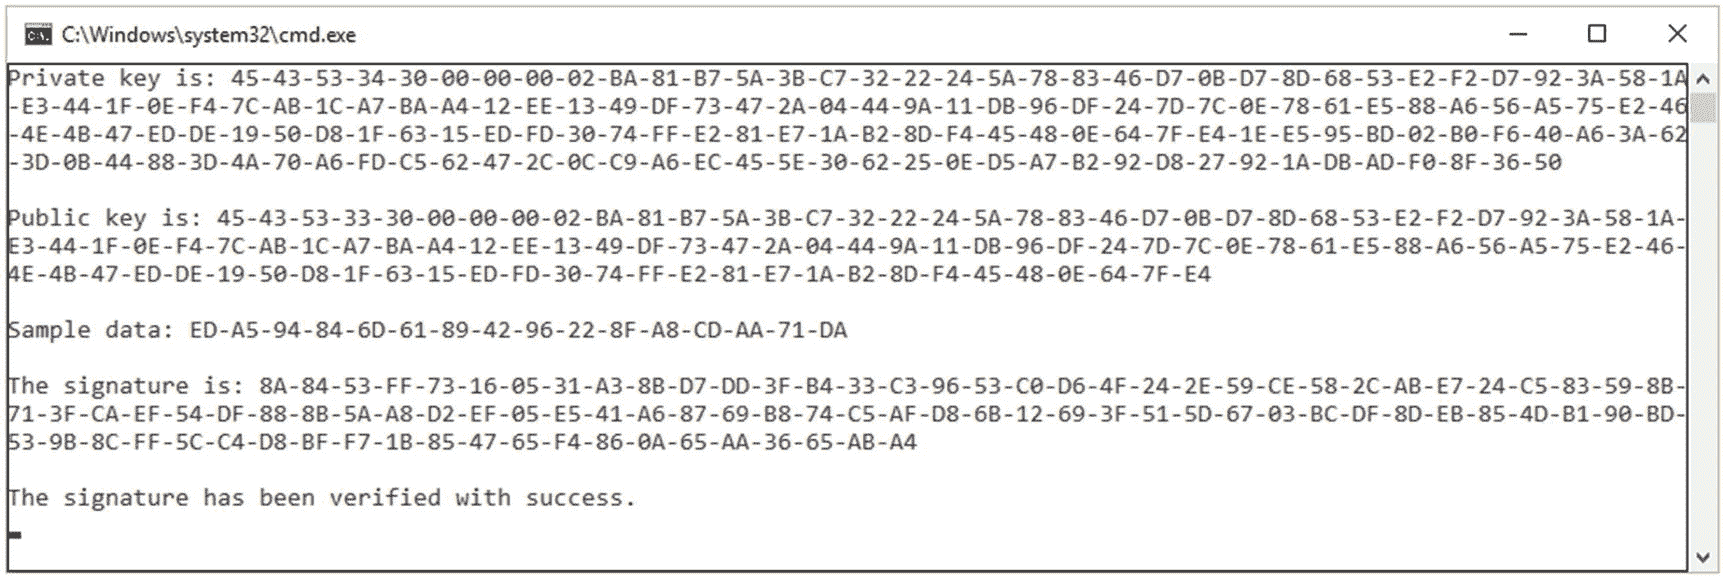 C:\Windows\system32\cmd.exe
Private key is: 45-43-53-34-30-00-00-00-02-BA-81-B7-5A-3B-C7-32-22-24-5A-78-83-46-D7-0B-D7-8D-68-53-E2-F2-D7-92-3A-58-1A
-E3-44-1F-0E-F4-7C-AB-1C-A7-BA-A4-12-EE-13-49-DF-73-47-2A-04-44-9A-11-DB-96-DF-24-7D-7C-0E-78-61-E5-88-A6-56-A5-75-E2-46
-4E-4B-47-ED-DE-19-50-D8-1F-63-15-ED-FD-30-74-FF-E2-81-E7-1A-B2-8D-F4-45-48-0E-64-7F-E4-1E-E5-95-BD-02-B0-F6-40-A6-3A-62
-3D-0B-44-88-3D-4A-70-A6-FD-C5-62-47-2C-0C-C9-A6-EC-45-5E-30-62-25-0E-D5-A7-B2-92-D8-27-92-1A-DB-AD-F0-8F-36-50
Public key is: 45-43-53-33-30-00-00-00-02-BA-81-B7-5A-3B-C7-32-22-24-5A-78-83-46-D7-0B-D7-8D-68-53-E2-F2-D7-92-3A-58-1A-
E3-44-1F-0E-F4-7C-AB-1C-A7-BA-A4-12-EE-13-49-DF-73-47-2A-04-44-9A-11-DB-96-DF-24-7D-7C-0E-78-61-E5-88-A6-56-A5-75-E2-46-
4E-4B-47-ED-DE-19-50-D8-1F-63-15-ED-FD-30-74-FF-E2-81-E7-1A-B2-8D-F4-45-48-0E-64-7F-E4
Sample data: ED-A5-94-84-6D-61-89-42-96-22-8F-A8-CD-AA-71-DA
The signature is: 8A-84-53-FF-73-16-05-31-A3-8B-D7-DD-3F-B4-33-C3-96-53-C0-D6-4F-24-2E-59-CE-58-2C-AB-E7-24-C5-83-59-8B-
71-3F-CA-EF-54-DF-88-8B-5A-A8-D2-EF-05-E5-41-A6-87-69-B8-74-C5-AF-D8-6B-12-69-3F-51-5D-67-03-BC-DF-8D-EB-85-4D-B1-90-BD-
53-9B-8C-FF-5C-C4-D8-BF-F7-1B-85-47-65-F4-86-0A-65-AA-36-65-AB-A4
The signature has been verified with success.